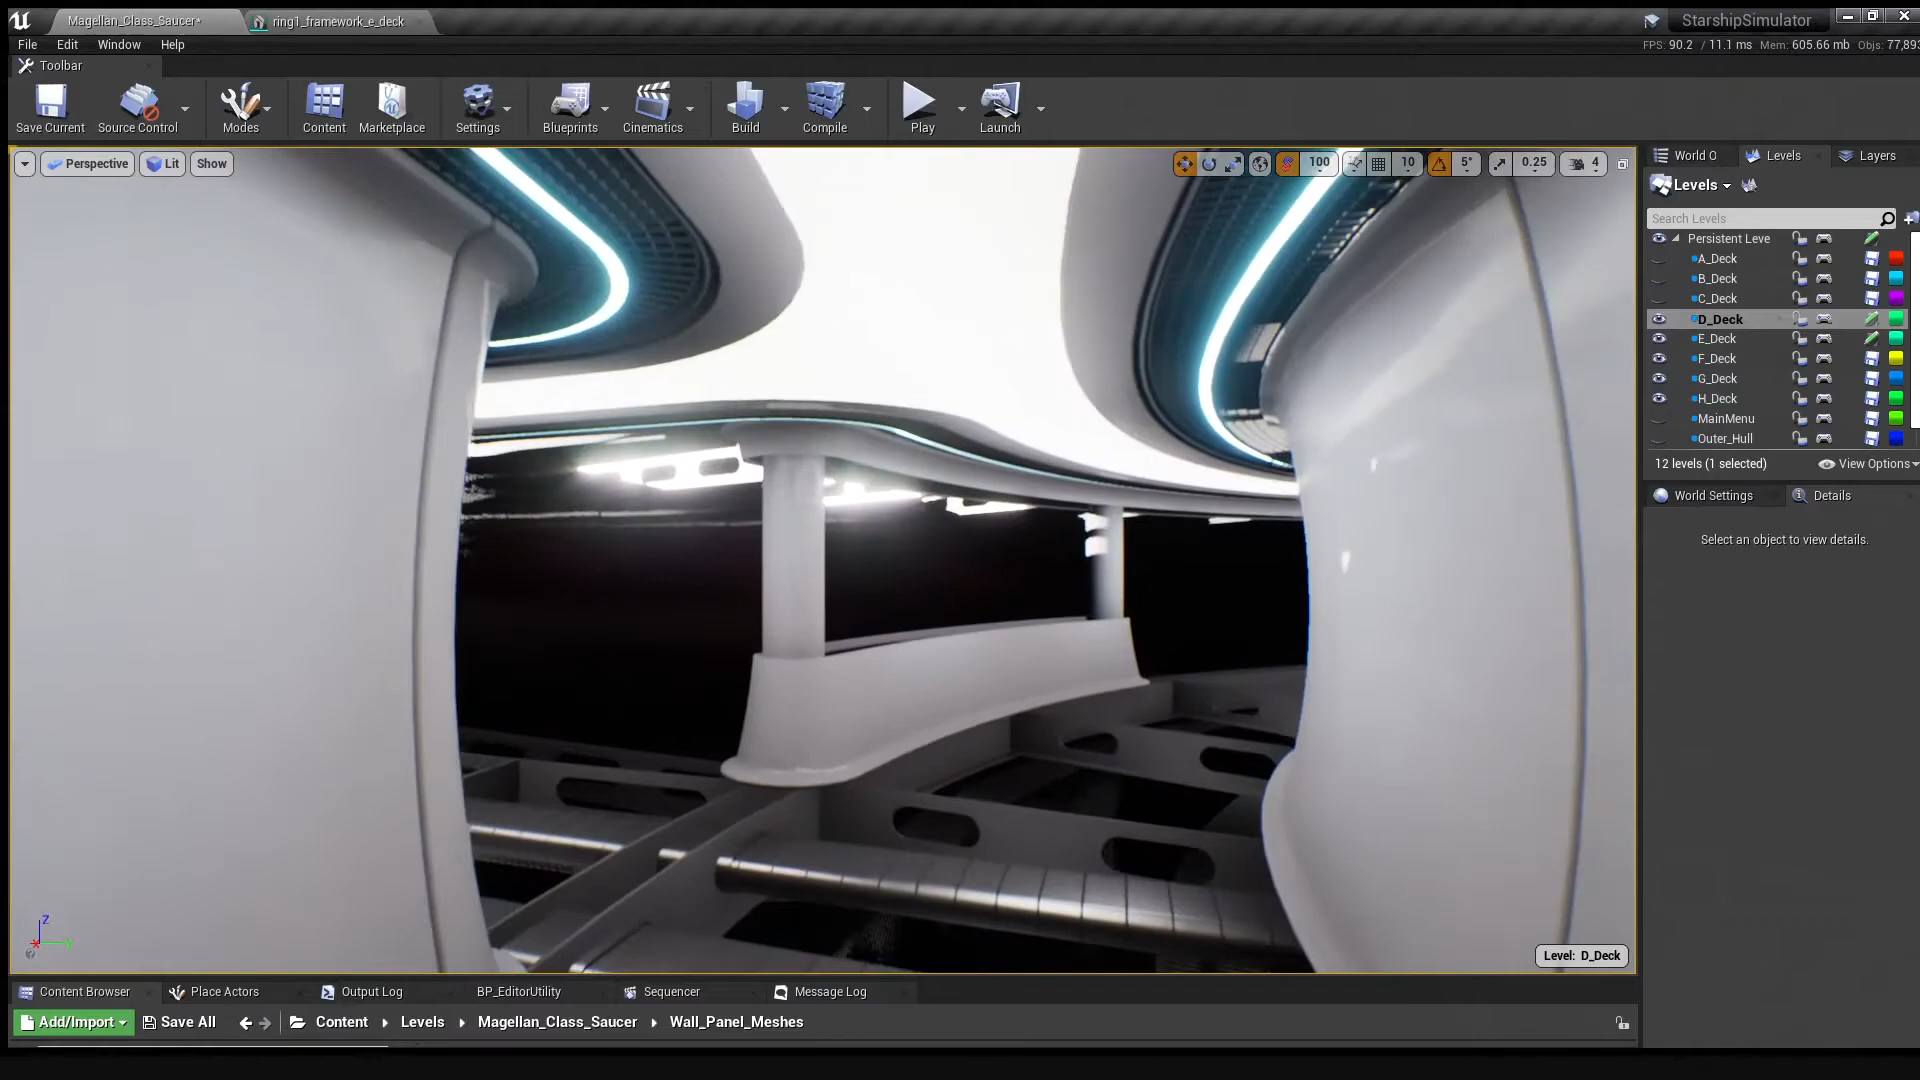 Magellan_Class_Saucer*
ring1_framework_e_deck
StarshipSimulator
File Edit Window Help
FPS: 90.2 / 11.1 ms Mem: 605.66 mb Objs: 77,893
Toolbar
Save Current
Source Control
Modes
Content
Marketplace
Settings
Blueprints
Cinematics
Build
Compile
Play
Launch
Perspective
Lit
Show
100
10
5°
0.25
4
World O
Levels
Layers
Levels
Search Levels
Persistent Leve
A_Deck
B_Deck
C_Deck
D_Deck
E_Deck
F_Deck
G_Deck
H_Deck
MainMenu
Outer_Hull
12 levels (1 selected)
View Options
World Settings
Details
Select an object to view details.
Z
Y
Level: D_Deck
Content Browser
Place Actors
Output Log
BP_EditorUtility
Sequencer
Message Log
Add/Import
Save All
Content
Levels
Magellan_Class_Saucer
Wall_Panel_Meshes